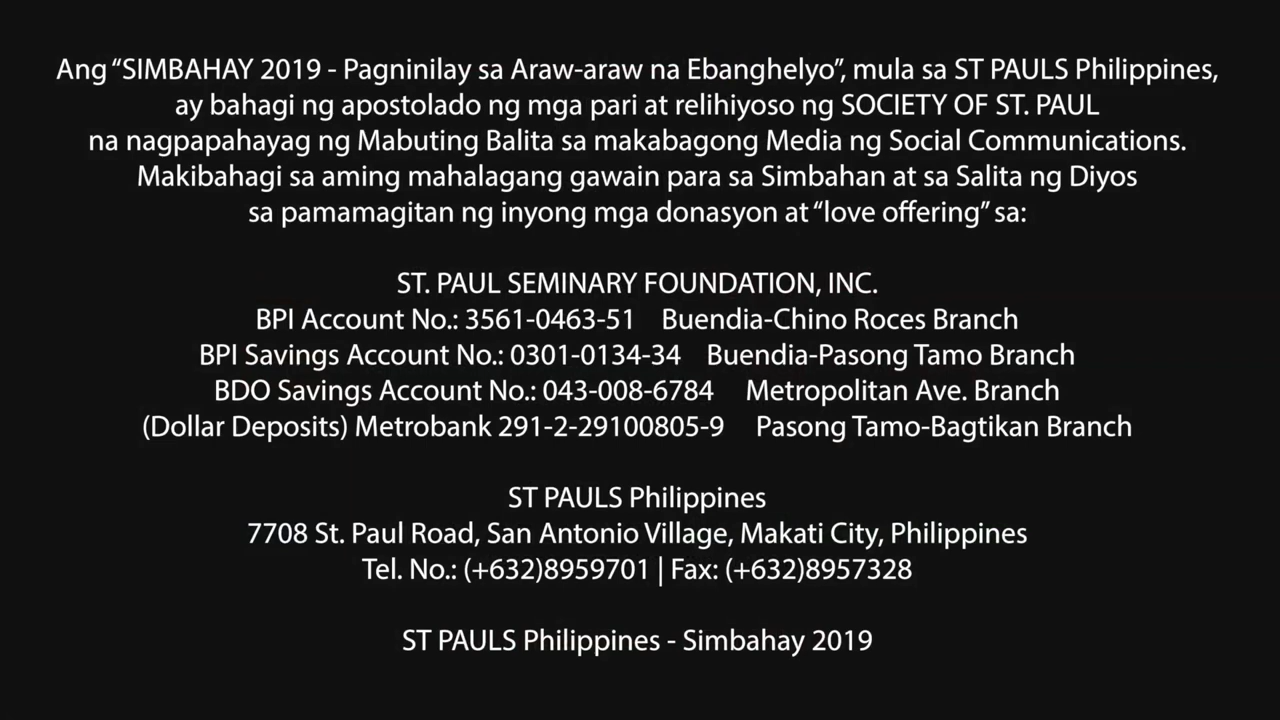 Ang “SIMBAHAY 2019 - Pagninilay sa Araw-araw na Ebanghelyo”, mula sa ST PAULS Philippines,
ay bahagi ng apostolado ng mga pari at relihiyoso ng SOCIETY OF ST. PAUL
na nagpapahayag ng Mabuting Balita sa makabagong Media ng Social Communications.
Makibahagi sa aming mahalagang gawain para sa Simbahan at sa Salita ng Diyos
sa pamamagitan ng inyong mga donasyon at “love offering” sa:
ST. PAUL SEMINARY FOUNDATION, INC.
BPI Account No.: 3561-0463-51 Buendia-Chino Roces Branch
BPI Savings Account No.: 0301-0134-34 Buendia-Pasong Tamo Branch
BDO Savings Account No.: 043-008-6784 Metropolitan Ave. Branch
(Dollar Deposits) Metrobank 291-2-29100805-9 Pasong Tamo-Bagtikan Branch
ST PAULS Philippines
7708 St. Paul Road, San Antonio Village, Makati City, Philippines
Tel. No.: (+632)8959701 | Fax: (+632)8957328
ST PAULS Philippines - Simbahay 2019